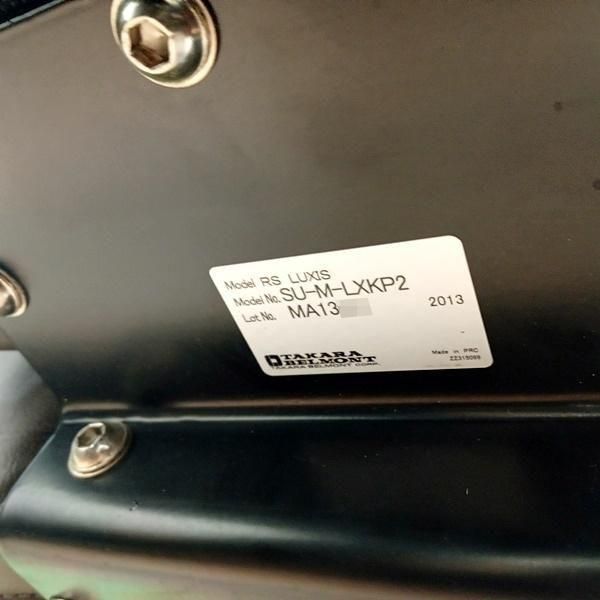 Model RS LUXIS
Model No. SU-M-LXKP2
Lot No. MA13
2013
TAKARA
BELMONT
TAKARA BELMONT CORP.
Made in PRC
ZZ315089